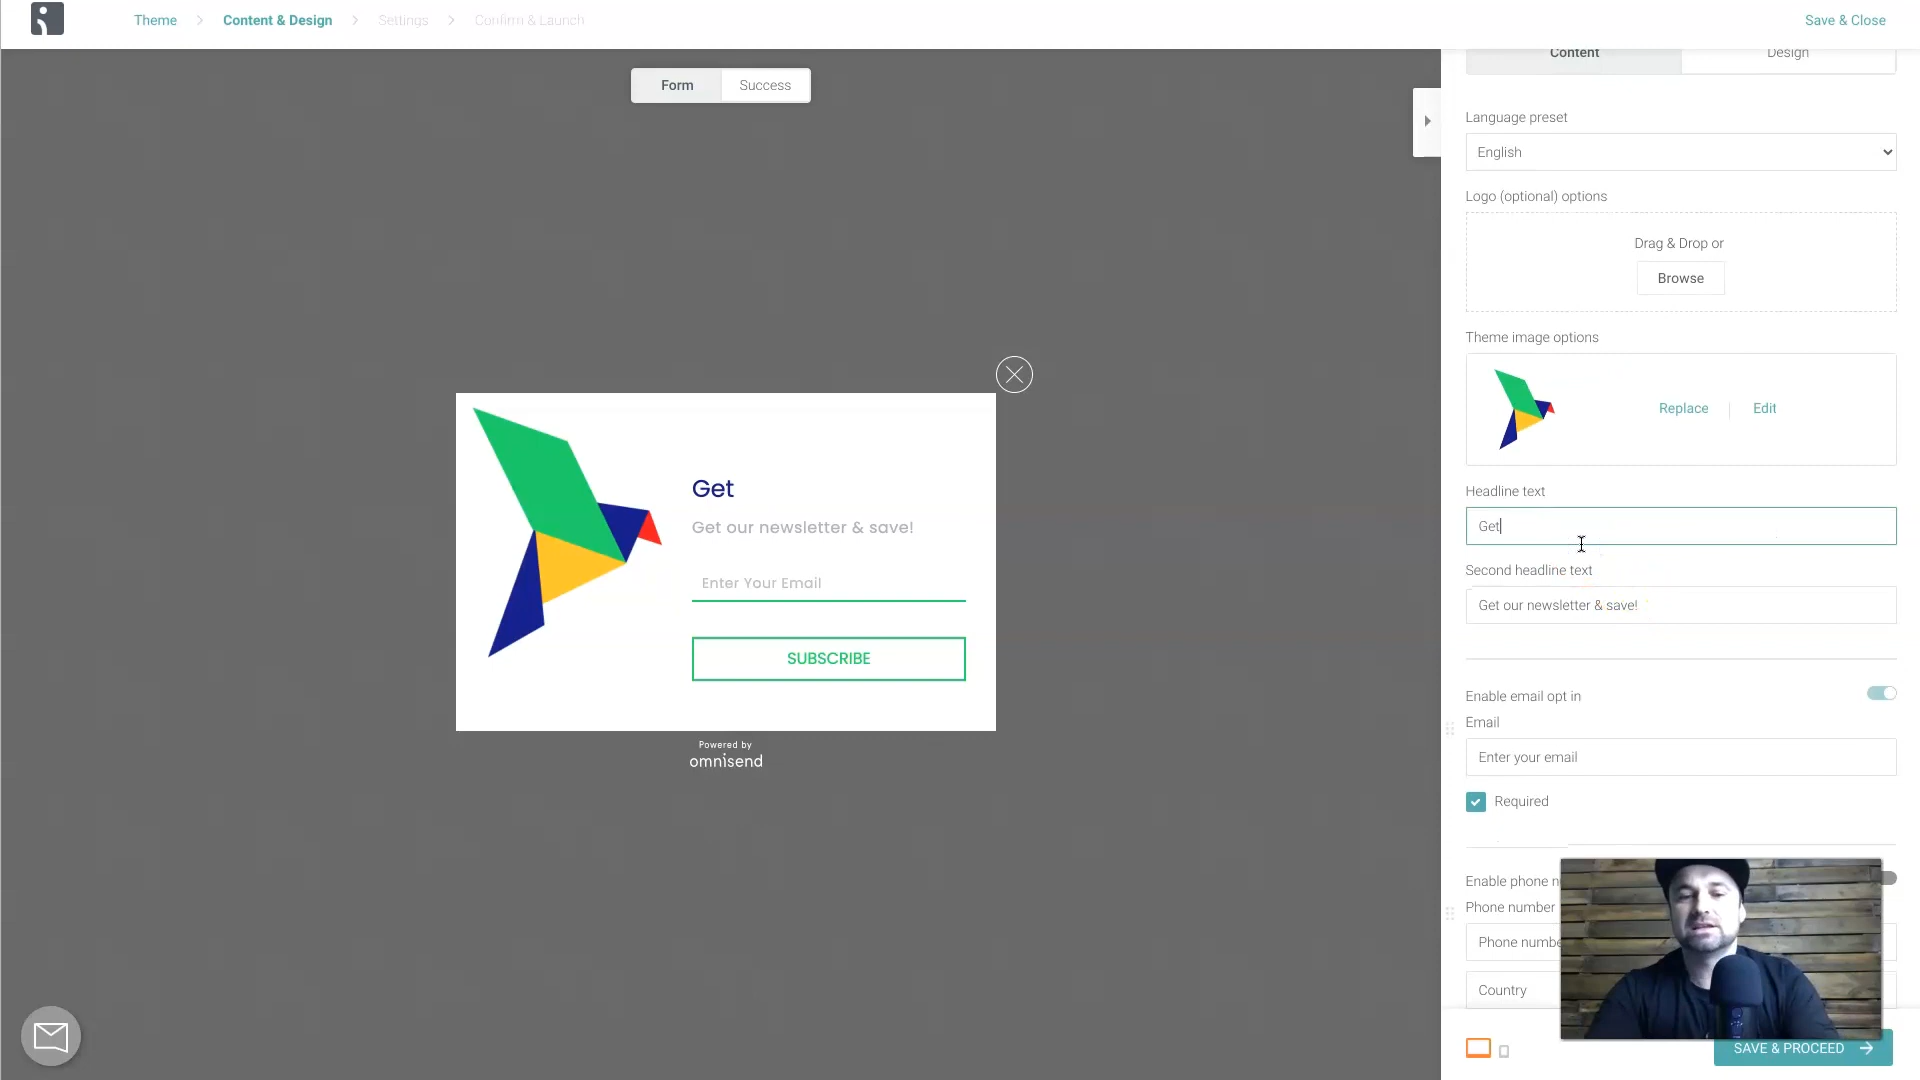 Theme
Content & Design
Settings
Confirm & Launch
Save & Close
Form
Success
Content
Design
Language preset
English
Logo (optional) options
Drag & Drop or
Browse
Theme image options
Replace
Edit
Headline text
Get
Second headline text
Get our newsletter & save!
Enable email opt in
Email
Enter your email
Required
Enable phone
Phone number
Phone
Country
SAVE & PROCEED
Get
Get our newsletter & save!
Enter Your Email
SUBSCRIBE
Powered by
omnisend